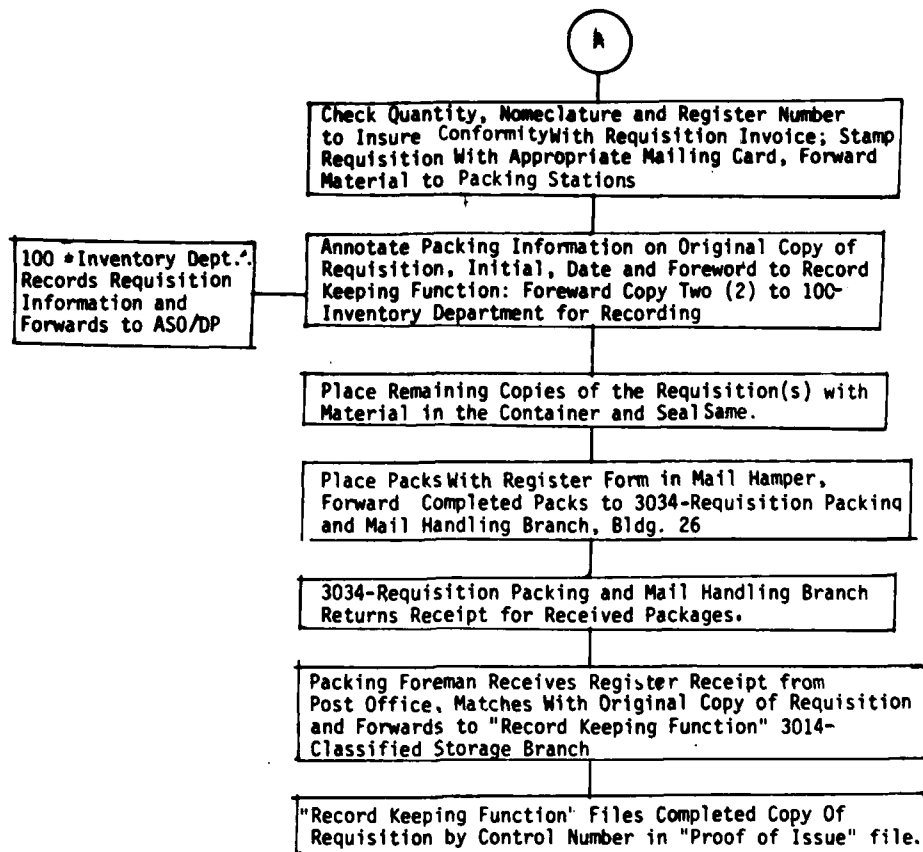 A
Check Quantity, Nomeclature and Register Number
to Insure Conformity With Requisition Invoice; Stamp
Requisition With Appropriate Mailing Card, Forward
Material to Packing Stations
100 *Inventory Dept.*.
Records Requisition
Information and
Forwards to ASO/DP
Annotate Packing Information on Original Copy of
Requisition, Initial, Date and Foreword to Record
Keeping Function: Foreward Copy Two (2) to 100-
Inventory Department for Recording
Place Remaining Copies of the Requisition(s) with
Material in the Container and Seal Same.
Place Packs With Register Form in Mail Hamper,
Forward Completed Packs to 3034-Requisition Packing
and Mail Handling Branch, Bldg. 26
3034-Requisition Packing and Mail Handling Branch
Returns Receipt for Received Packages.
Packing Foreman Receives Register Receipt from
Post Office, Matches With Original Copy of Requisition
and Forwards to "Record Keeping Function" 3014-
Classified Storage Branch
"Record Keeping Function" Files Completed Copy Of
Requisition by Control Number in "Proof of Issue" file.